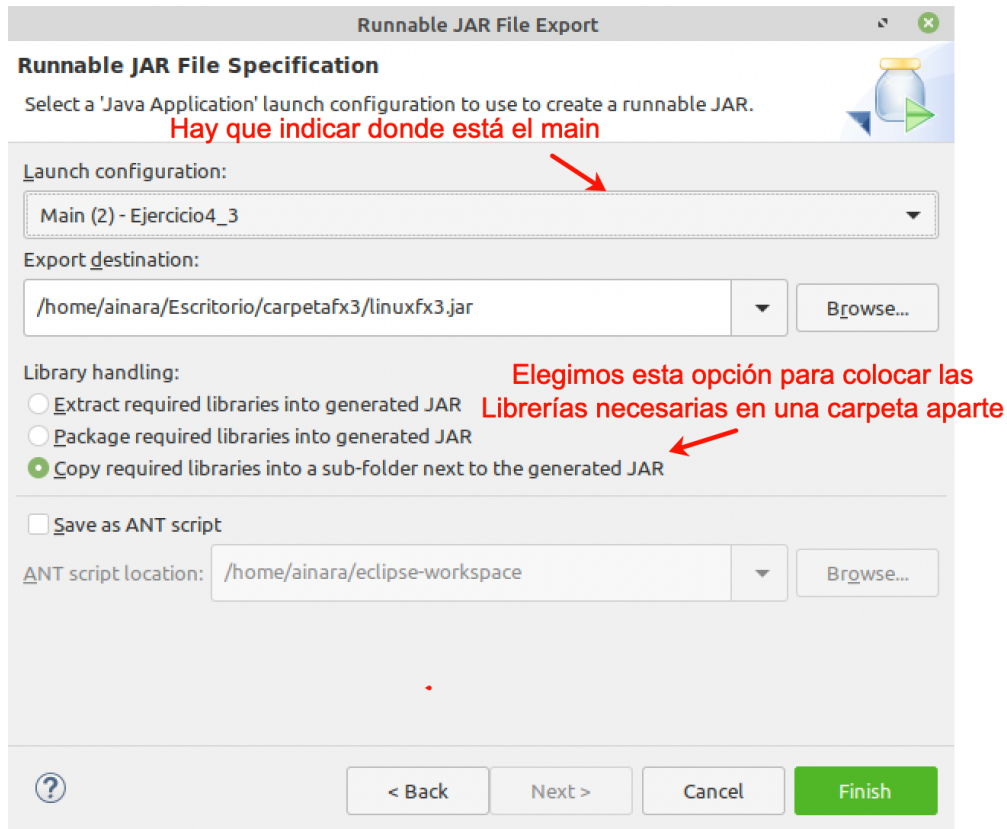 Runnable JAR File Export
Runnable JAR File Specification
Select a 'Java Application' launch configuration to use to create a runnable JAR.
Hay que indicar donde está el main
Launch configuration:
Main (2) - Ejercicio4_3
Export destination:
/home/ainara/Escritorio/carpetafx3/linuxfx3.jar
Browse...
Library handling:
Elegimos esta opción para colocar las
Librerías necesarias en una carpeta aparte
Extract required libraries into generated JAR
Package required libraries into generated JAR
Copy required libraries into a sub-folder next to the generated JAR
Save as ANT script
ANT script location:
/home/ainara/eclipse-workspace
Browse...
?
< Back
Next >
Cancel
Finish